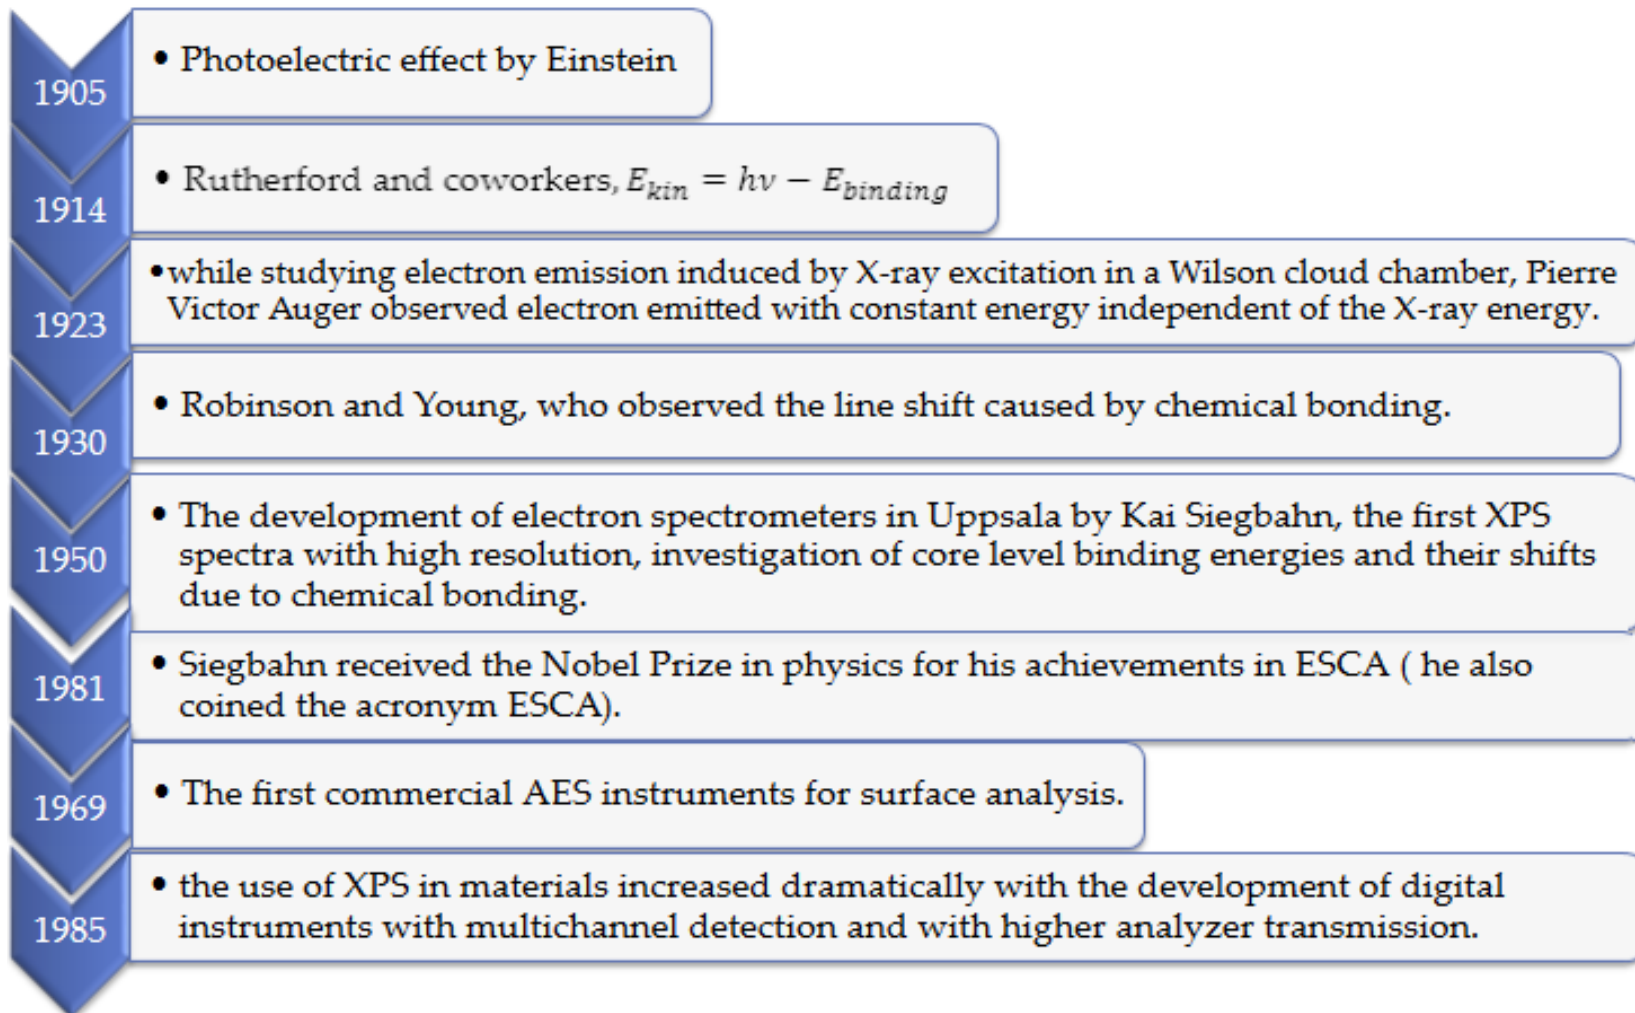 1905
• Photoelectric effect by Einstein
1914
• Rutherford and coworkers, E_{kin} = hν − E_{binding}
1923
•while studying electron emission induced by X-ray excitation in a Wilson cloud chamber, Pierre
Victor Auger observed electron emitted with constant energy independent of the X-ray energy.
1930
• Robinson and Young, who observed the line shift caused by chemical bonding.
1950
• The development of electron spectrometers in Uppsala by Kai Siegbahn, the first XPS
spectra with high resolution, investigation of core level binding energies and their shifts
due to chemical bonding.
1981
• Siegbahn received the Nobel Prize in physics for his achievements in ESCA ( he also
coined the acronym ESCA).
1969
• The first commercial AES instruments for surface analysis.
1985
• the use of XPS in materials increased dramatically with the development of digital
instruments with multichannel detection and with higher analyzer transmission.